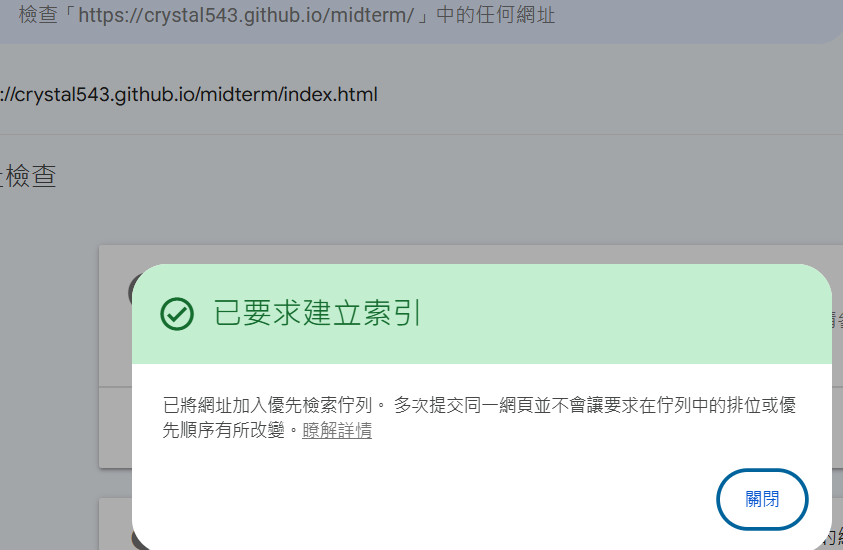 檢查「https://crystal543.github.io/midterm/」中的任何網址
://crystal543.github.io/midterm/index.html
檢查
已要求建立索引
已將網址加入優先檢索佇列。 多次提交同一網頁並不會讓要求在佇列中的排位或優
先順序有所改變。瞭解詳情
關閉